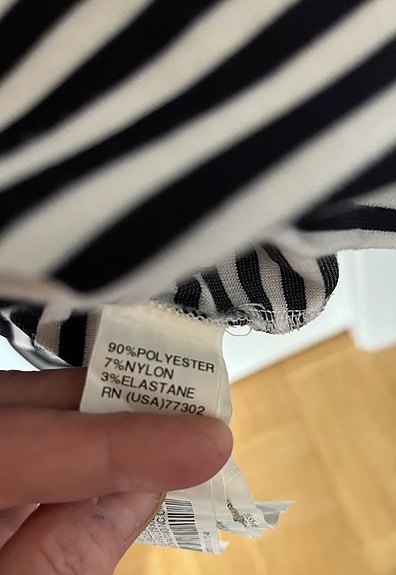 90%POLYESTER
7%NYLON
3%ELASTANE
RN (USA)77302